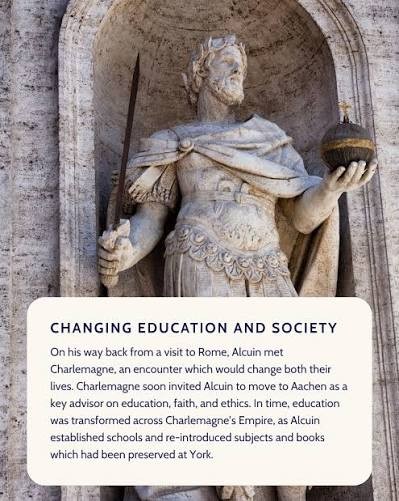 CHANGING EDUCATION AND SOCIETY
On his way back from a visit to Rome, Alcuin met
Charlemagne, an encounter which would change both their
lives. Charlemagne soon invited Alcuin to move to Aachen as a
key advisor on education, faith, and ethics. In time, education
was transformed across Charlemagne's Empire, as Alcuin
established schools and re-introduced subjects and books
which had been preserved at York.